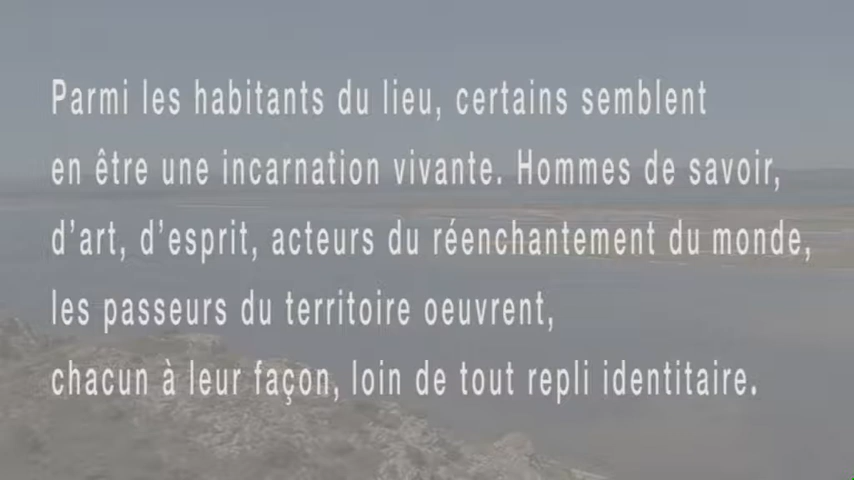 Parmi les habitants du lieu, certains semblent
en être une incarnation vivante. Hommes de savoir,
d'art, d'esprit, acteurs du réenchantement du monde,
les passeurs du territoire oeuvrent,
chacun à leur façon, loin de tout repli identitaire.